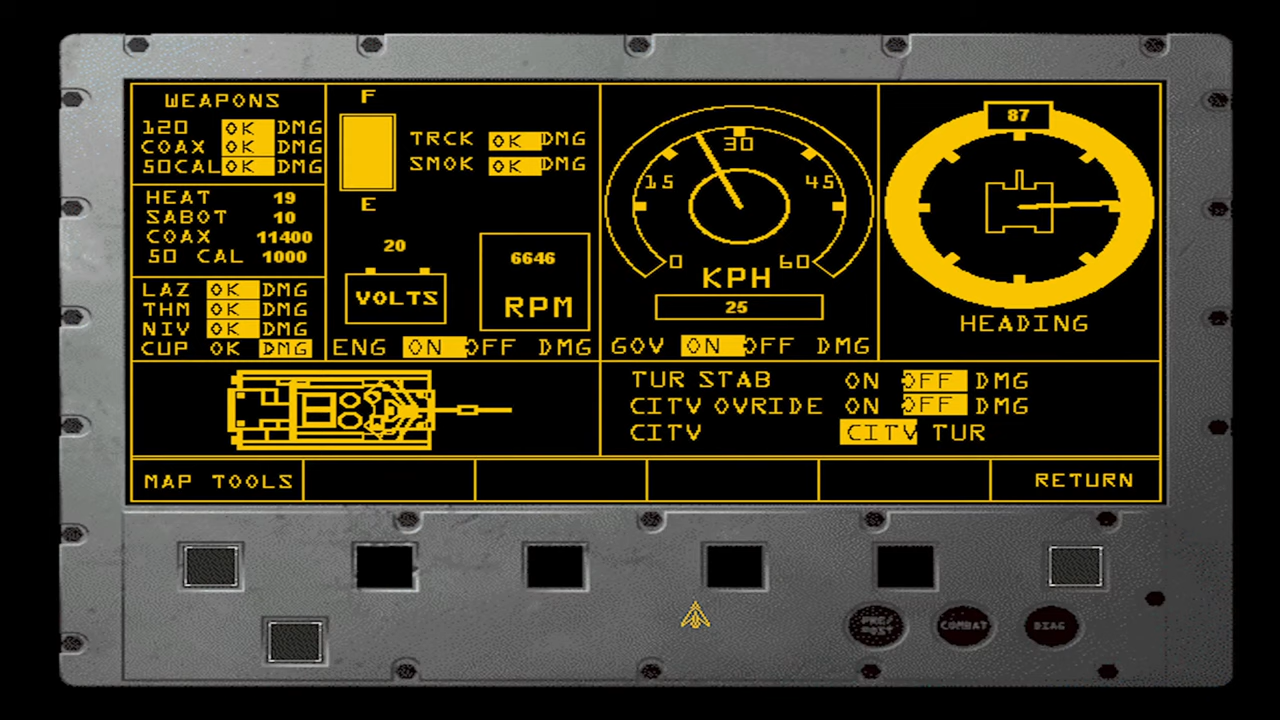 WEAPONS
120 OK DMG
COAX OK DMG
50CAL OK DMG
HEAT 19
SABOT 10
COAX 11400
50 CAL 1000
LAZ OK DMG
THM OK DMG
NIV OK DMG
CUP OK DMG
F
E
TRCK OK DMG
SMOK OK DMG
20
VOLTS
6646
RPM
ENG ON OFF DMG
30
15 45
0 60
KPH
25
GOV ON OFF DMG
87
HEADING
TUR STAB ON OFF DMG
CITV OVRIDE ON OFF DMG
CITV CITV TUR
MAP TOOLS RETURN
PRE/
POST
COMBAT
DIAG